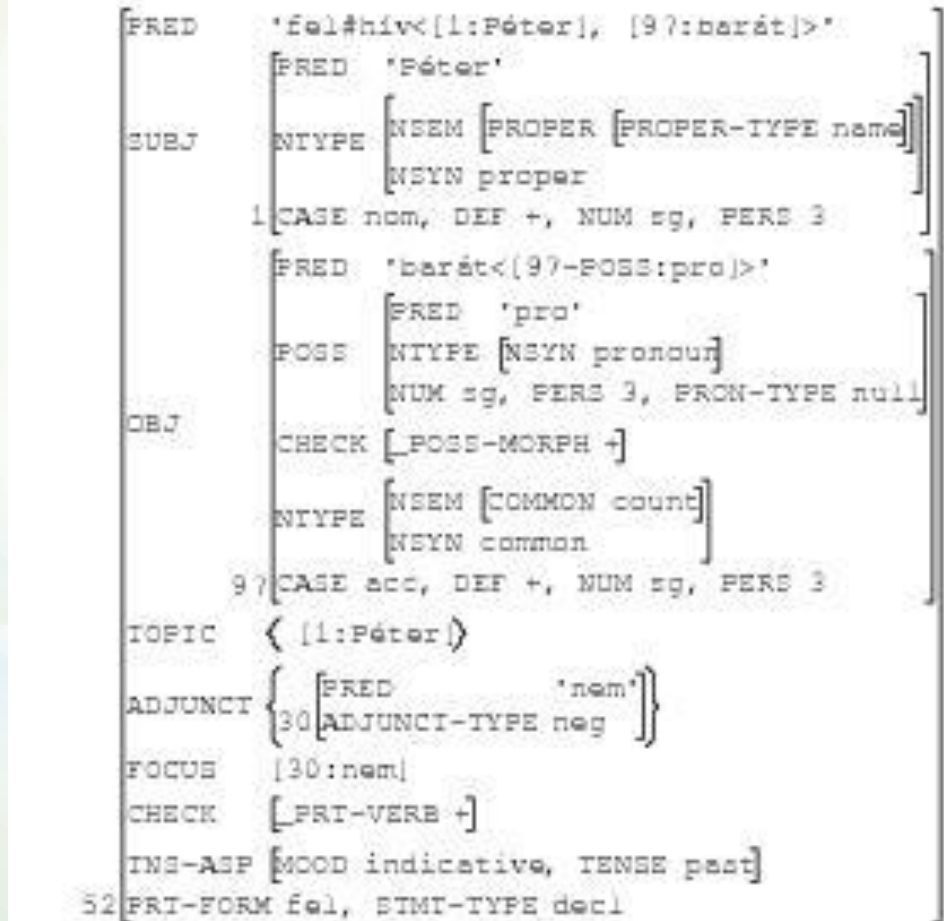 PRED 'fel#hív<[1:Péter], [97:barát]>'
PRED 'Péter'
SUBJ NTYPE NSEM PROPER PROPER-TYPE name
NSYN proper
1 CASE nom, DEF +, NUM sg, PERS 3
PRED 'barát<[97-POSS:pro]>'
PRED 'pro'
POSS NTYPE NSYN pronoun
NUM sg, PERS 3, PRON-TYPE null
OBJ
CHECK _POSS-MORPH +
NTYPE NSEM COMMON count
NSYN common
97 CASE acc, DEF +, NUM sg, PERS 3
TOPIC { [1:Péter] }
ADJUNCT PRED 'nem'
30 ADJUNCT-TYPE neg
FOCUS [30:nem]
CHECK _PRT-VERB +
TNS-ASP MOOD indicative, TENSE past
52 PRT-FORM fel, STMT-TYPE decl